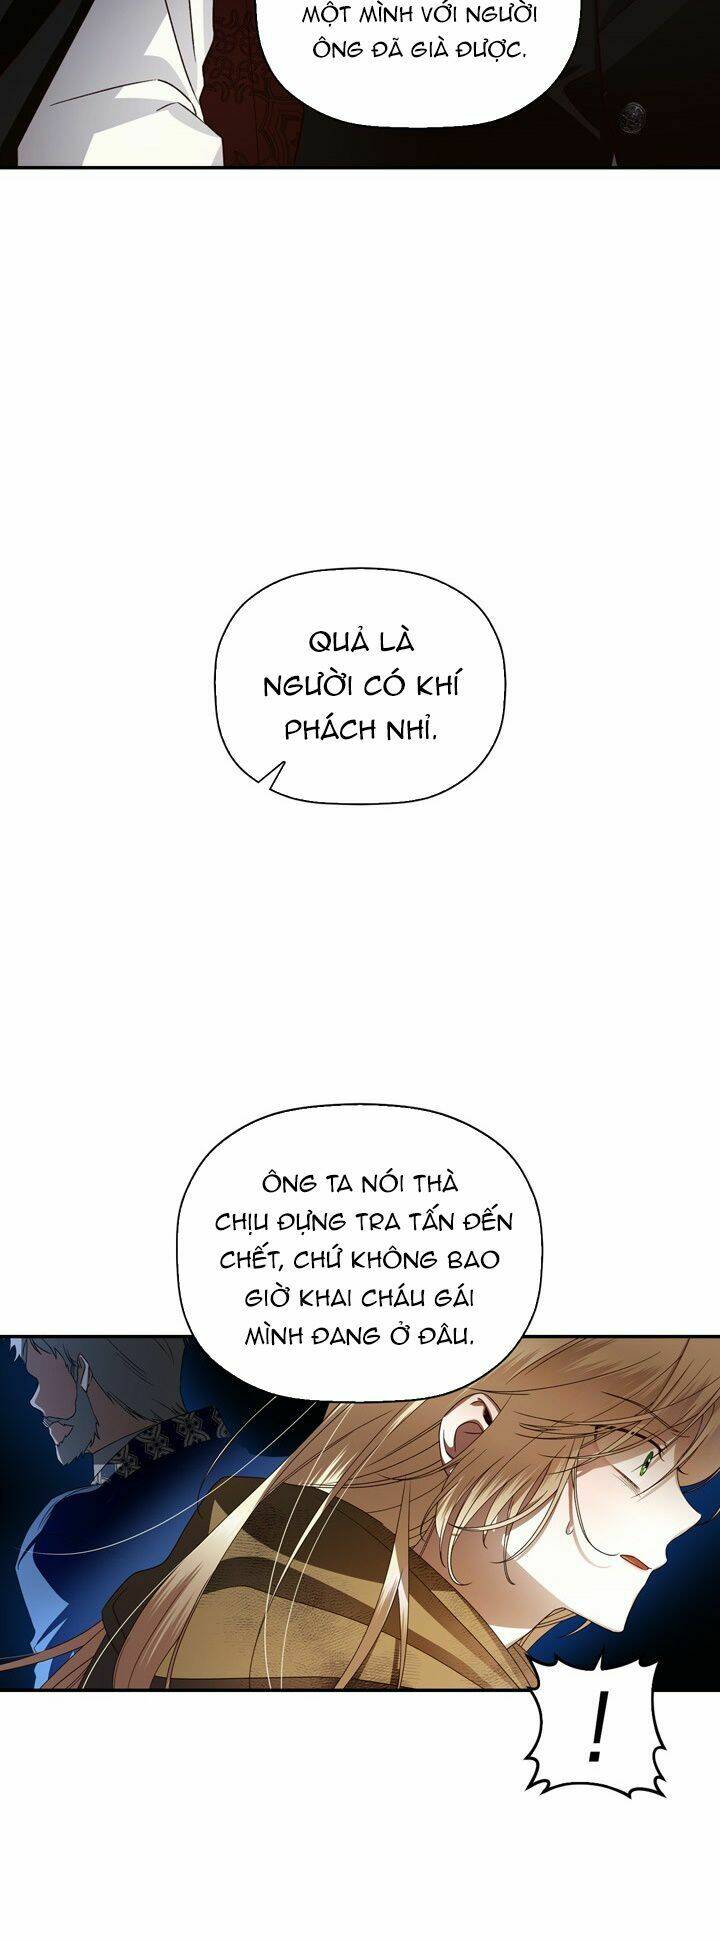 MỘT MÌNH VỚI NGƯỜI
ÔNG ĐÃ GIÀ ĐƯỢC.
QUẢ LÀ
NGƯỜI CÓ KHÍ
PHÁCH NHỈ.
ÔNG TA NÓI THÀ
CHỊU ĐỰNG TRA TẤN ĐẾN
CHẾT, CHỨ KHÔNG BAO
GIỜ KHAI CHÁU GÁI
MÌNH ĐANG Ở ĐÂU.
!